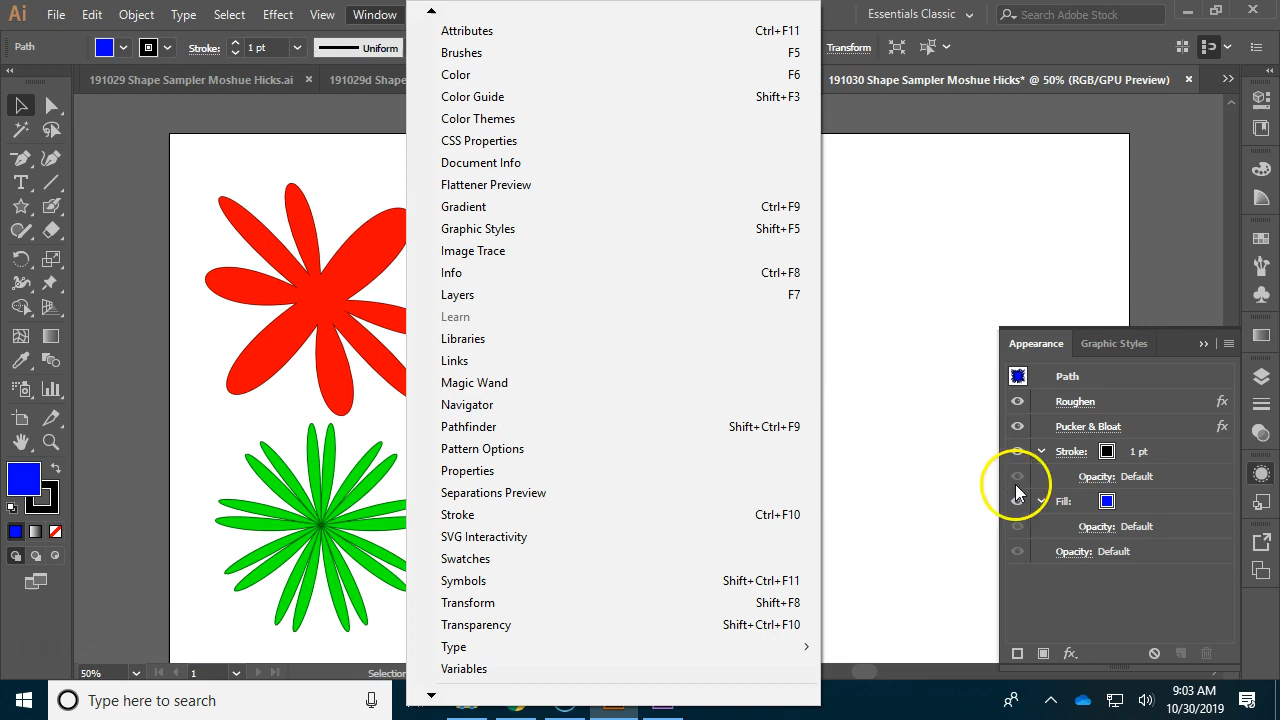 Ai File Edit Object Type Select Effect View Window Essentials Classic Search Adobe Stock
Path Stroke: 1 pt Uniform Transform
191029 Shape Sampler Moshue Hicks.ai × 191029d Shape 191030 Shape Sampler Moshue Hicks* @ 50% (RGB/GPU Preview) ×
Attributes Ctrl+F11
Brushes F5
Color F6
Color Guide Shift+F3
Color Themes
CSS Properties
Document Info
Flattener Preview
Gradient Ctrl+F9
Graphic Styles Shift+F5
Image Trace
Info Ctrl+F8
Layers F7
Learn
Libraries
Links
Magic Wand
Navigator
Pathfinder Shift+Ctrl+F9
Pattern Options
Properties
Separations Preview
Stroke Ctrl+F10
SVG Interactivity
Swatches
Symbols Shift+Ctrl+F11
Transform Shift+F8
Transparency Shift+Ctrl+F10
Type
Variables
Appearance Graphic Styles
Path
Roughen fx
Pucker & Bloat fx
Stroke: 1 pt
Opacity: Default
Fill:
Opacity: Default
Opacity: Default
fx
50% 1 Selection
Type here to search
9:03 AM
10/30/2019